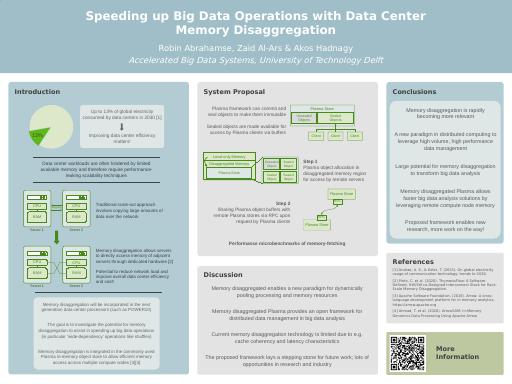 Speeding up Big Data Operations with Data Center
Memory Disaggregation
Robin Abrahamse, Zaid Al-Ars & Akos Hadnagy
Accelerated Big Data Systems, University of Technology Delft
Introduction
13%
Up to 13% of global electricity
consumed by data centers in 2030 [1]
Improving data center efficiency
matters!
Data center workloads are often hindered by limited
available memory and therefore require performance-
making scalability techniques
CPU
CPU
RAM
RAM
Server 1
Server 2
Traditional scale-out approach
involves copying large amounts of
data over the network
CPU
CPU
RAM
RAM
Server 1
Server 2
Memory disaggregation allows servers
to directly access memory of adjacent
servers through dedicated hardware [2]
Potential to reduce network load and
improve overall data center efficiency
and cost
Memory disaggregation will be incorporated in the next
generation data center processors (such as POWER10)
The goal is to investigate the potential for memory
disaggregation to assist in speeding up big data operations
(in particular node-dependency operations like shuffles)
Memory disaggregation is integrated in the commonly used
Plasma in-memory object store to allow efficient memory
access across multiple nodes [3][4]
System Proposal
Plasma framework can commit and
seal objects to make them immutable
Sealed objects are made available for
access by Plasma clients via buffers
Plasma Store
Unsealed
Objects
Sealed
Objects
Client
Client
Client
Local-only Memory
Disaggregated Memory
Plasma Store
Step 1
Plasma object allocation in
disaggregated memory region
for access by remote servers
Step 2
Sharing Plasma object buffers with
remote Plasma stores via RPC upon
request by Plasma clients
Plasma Store
Plasma Store
Performance microbenchmarks of memory-fetching
Discussion
Memory disaggregation enables a new paradigm for dynamically
pooling processing and memory resources
Memory disaggregation Plasma provides an open framework for
distributed memory management in big data analysis
Current memory disaggregation technology is limited due to e.g.
cache coherency and latency characteristics
The proposed framework lays a stepping stone for future work; lots of
opportunities in research and industry
Conclusions
Memory disaggregation is rapidly
becoming more relevant
A new paradigm in distributed computing to
leverage high volume, high performance
data management
Large potential for memory disaggregation
to transform big data analysis
Memory disaggregated Plasma allows
faster big data analysis solutions by
leveraging remote compute node memory
Proposed framework enables new
research, more work on the way!
References
More
Information